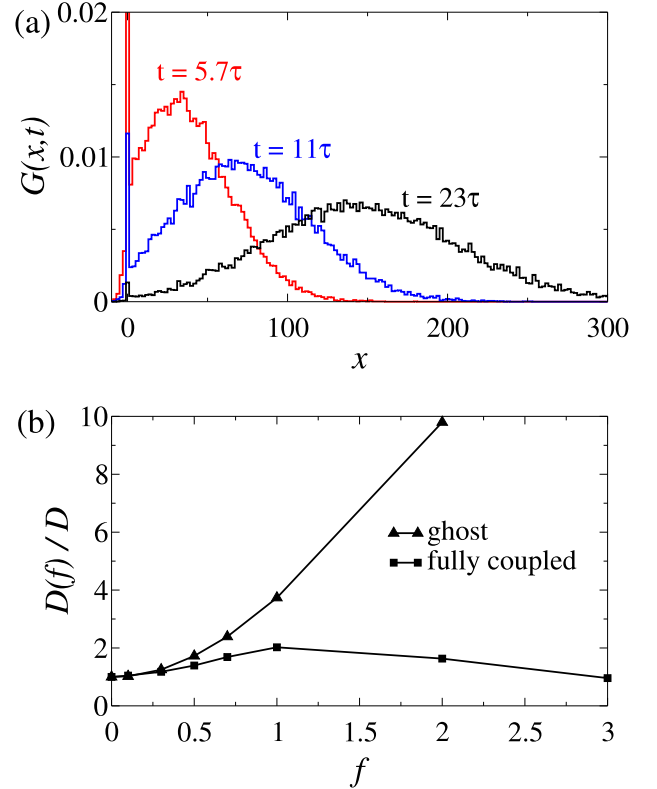 (a)
0.02
0.01
0
G(x,t)
t = 5.7τ
t = 11τ
t = 23τ
0 100 200 300
x
(b)
10
8
6
4
2
0
D(f) / D
ghost
fully coupled
0 0.5 1 1.5 2 2.5 3
f